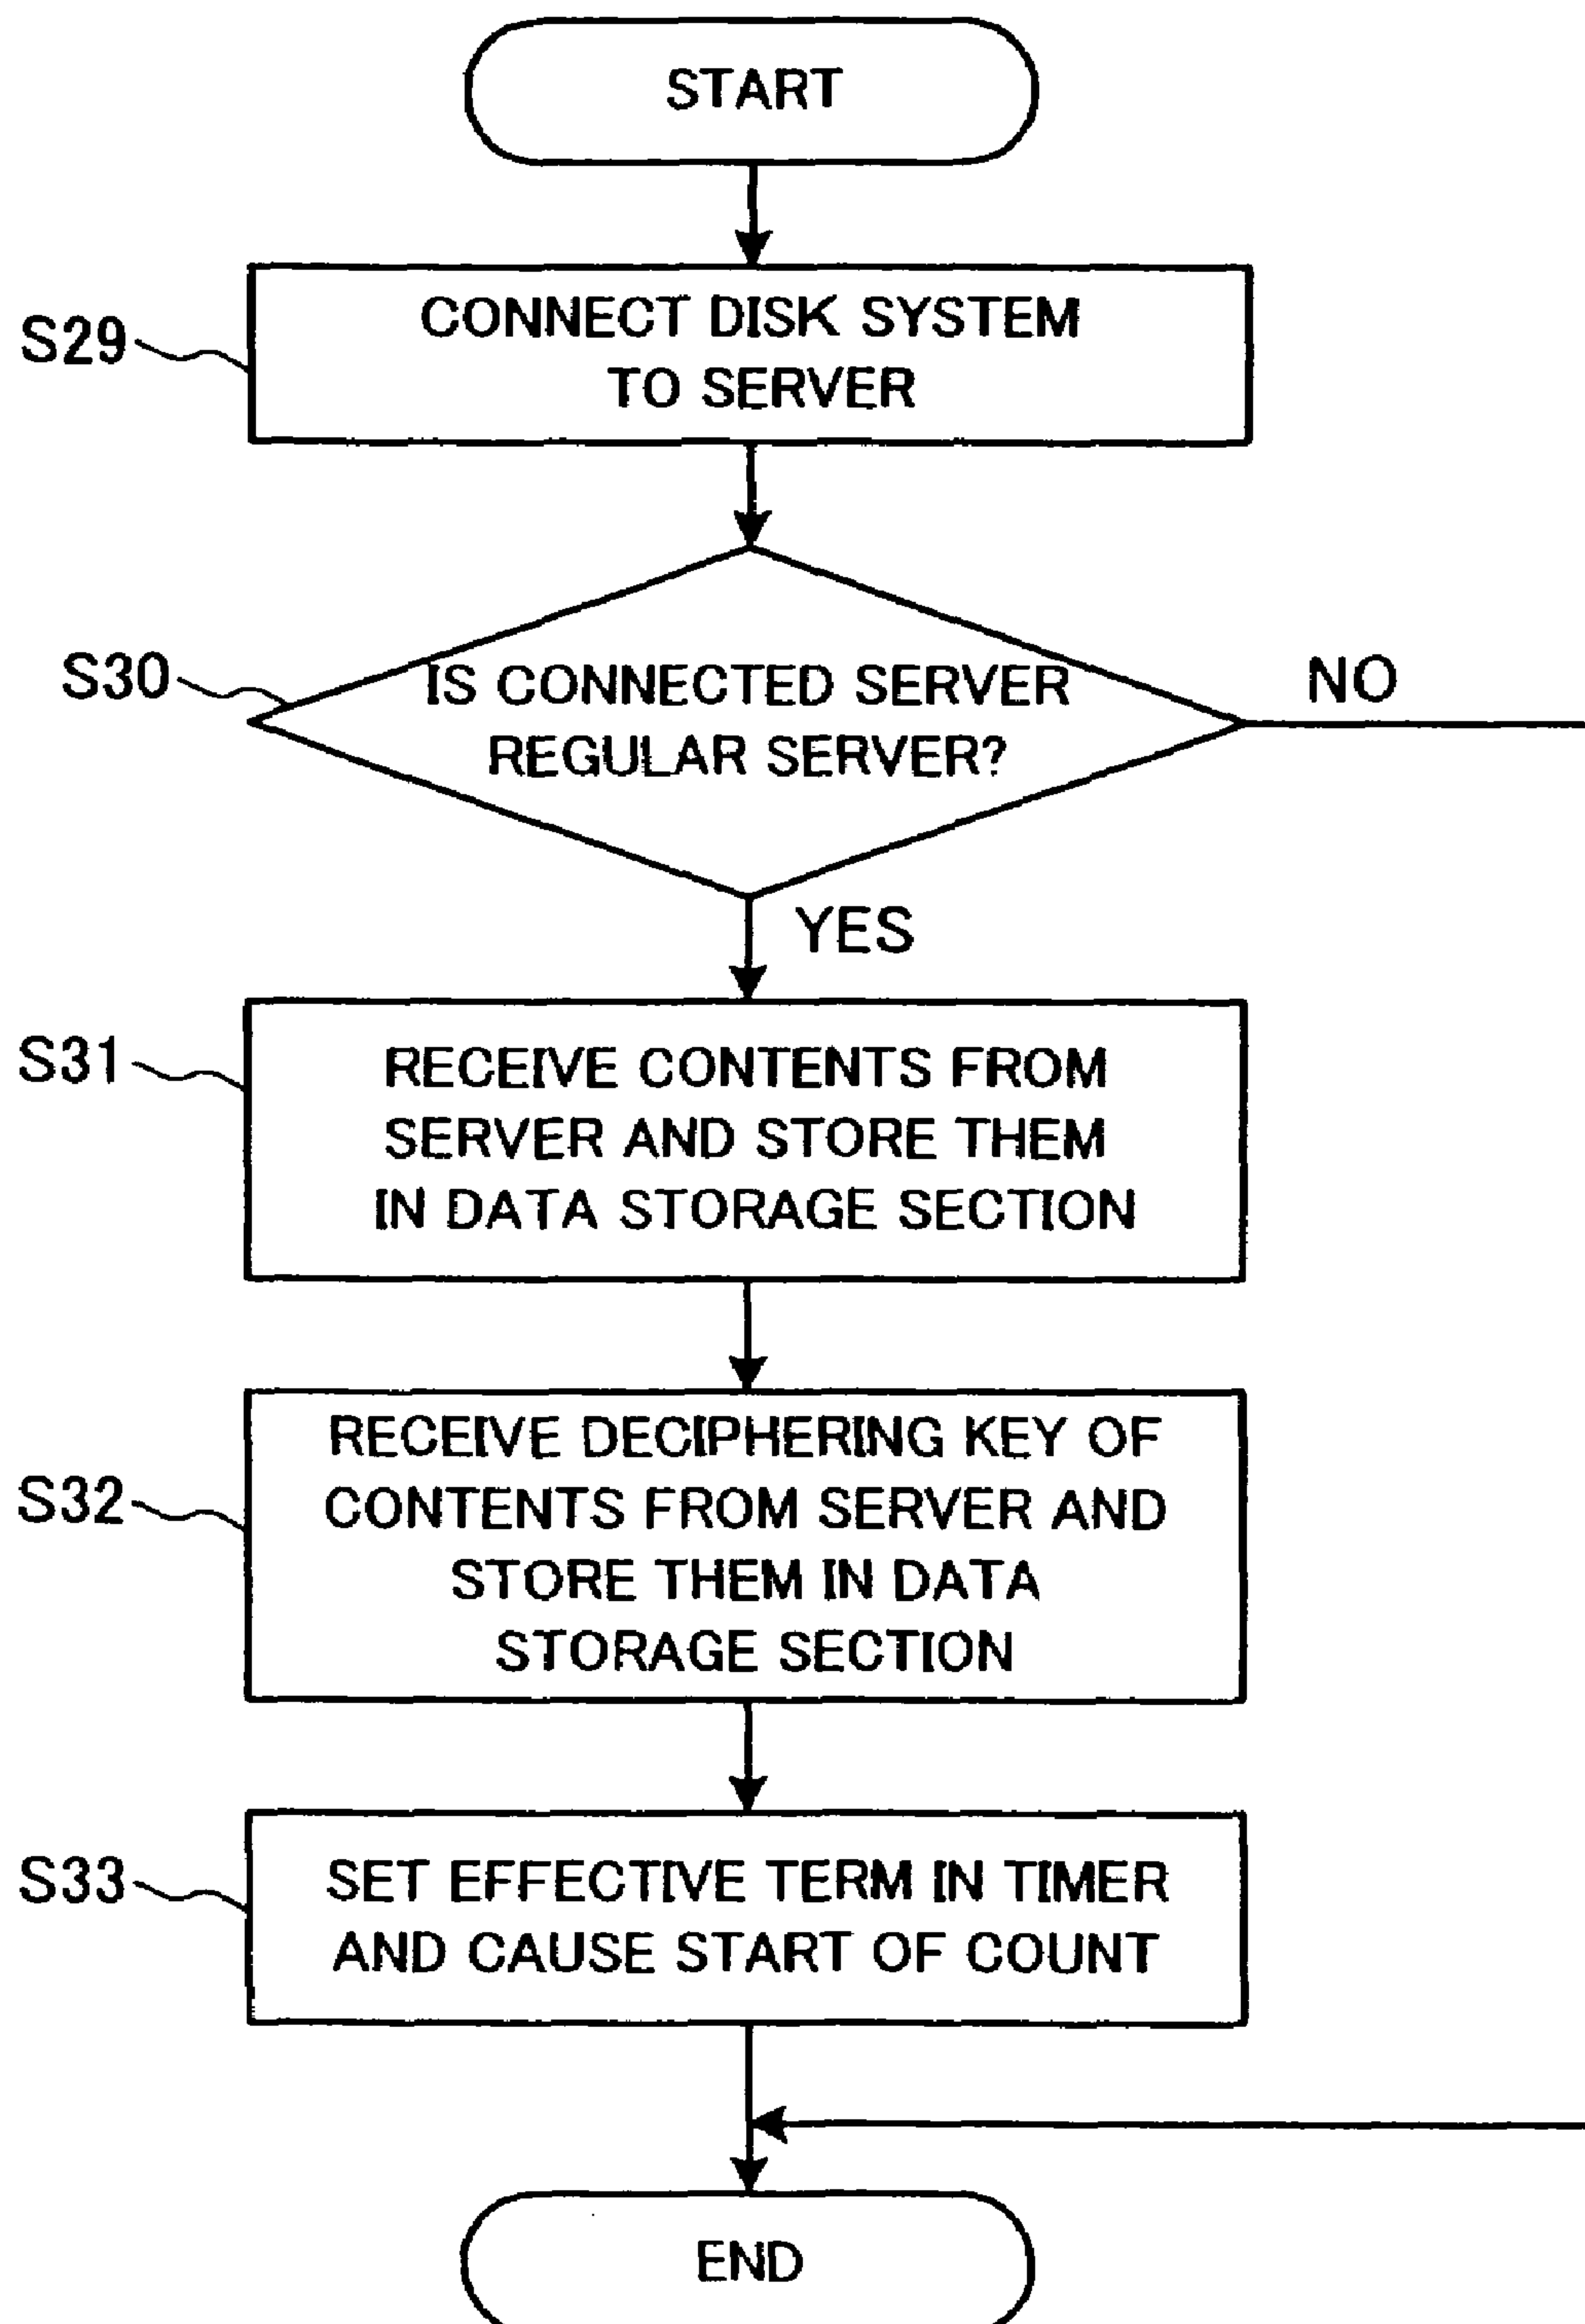 START
S29
CONNECT DISK SYSTEM
TO SERVER
S30
IS CONNECTED SERVER
REGULAR SERVER?
NO
YES
S31
RECEIVE CONTENTS FROM
SERVER AND STORE THEM
IN DATA STORAGE SECTION
S32
RECEIVE DECIPHERING KEY OF
CONTENTS FROM SERVER AND
STORE THEM IN DATA
STORAGE SECTION
S33
SET EFFECTIVE TERM IN TIMER
AND CAUSE START OF COUNT
END